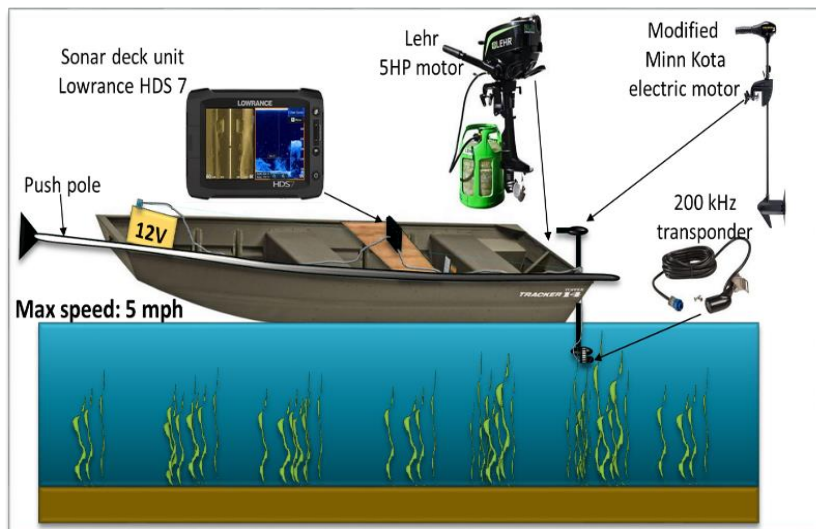 Sonar deck unit
Lowrance HDS 7
Lehr
5HP motor
Modified
Minn Kota
electric motor
LEHR
LOWRANCE
HDS7
Push pole
12V
200 kHz
transponder
TRACKER
Max speed: 5 mph